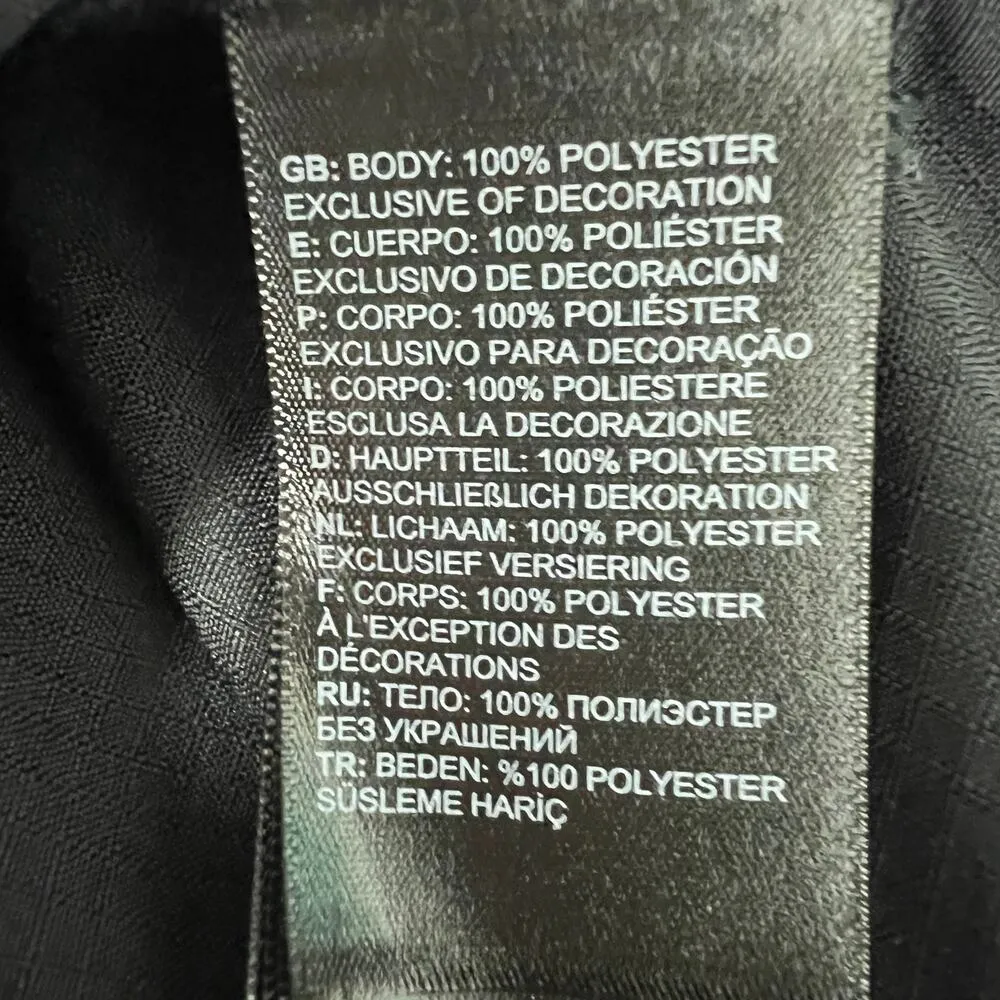 GB: BODY: 100% POLYESTER
EXCLUSIVE OF DECORATION
E: CUERPO: 100% POLIÉSTER
EXCLUSIVO DE DECORACIÓN
P: CORPO: 100% POLIÉSTER
EXCLUSIVO PARA DECORAÇÃO
I: CORPO: 100% POLIESTERE
ESCLUSA LA DECORAZIONE
D: HAUPTTEIL: 100% POLYESTER
AUSSCHLIEßLICH DEKORATION
NL: LICHAAM: 100% POLYESTER
EXCLUSIEF VERSIERING
F: CORPS: 100% POLYESTER
À L'EXCEPTION DES
DÉCORATIONS
RU: ТЕЛО: 100% ПОЛИЭСТЕР
БЕЗ УКРАШЕНИЙ
TR: BEDEN: %100 POLYESTER
SÜSLEME HARİÇ